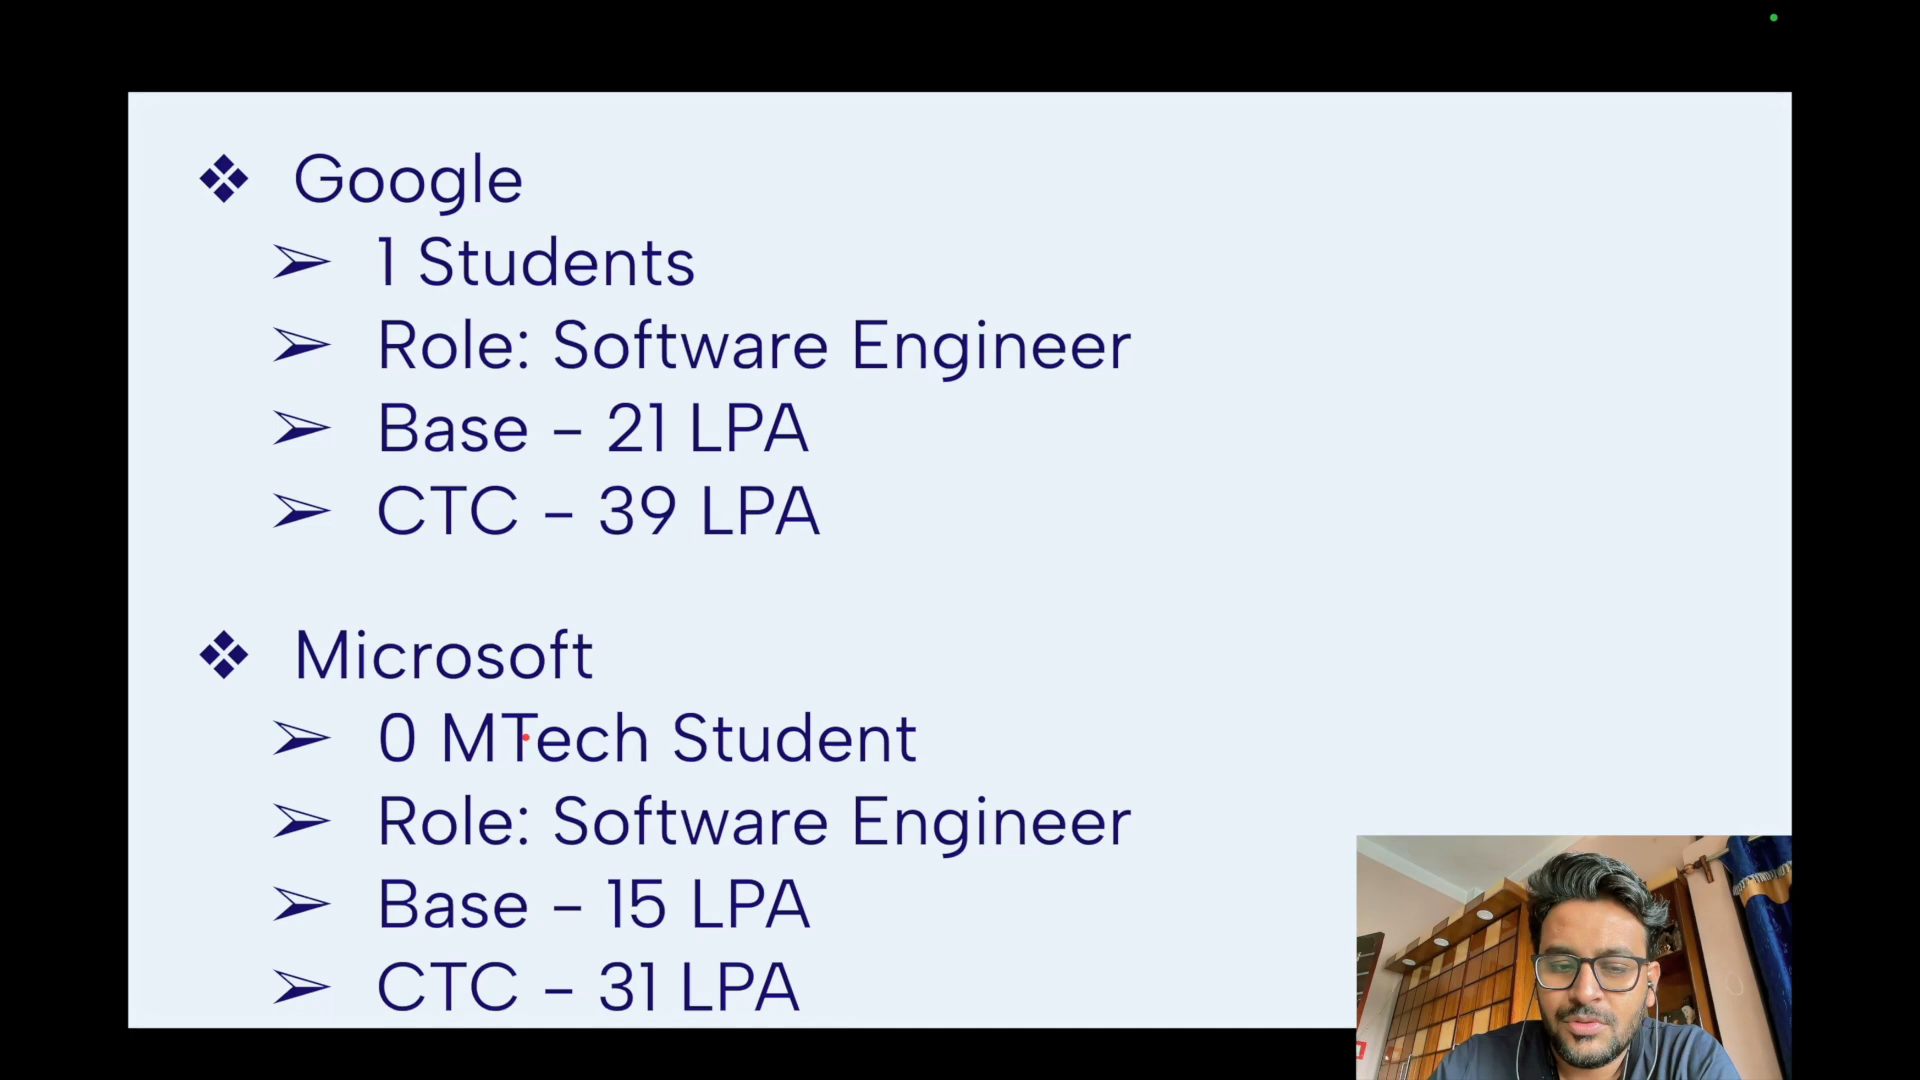 Google
1 Students
Role: Software Engineer
Base - 21 LPA
CTC - 39 LPA
Microsoft
0 MTech Student
Role: Software Engineer
Base - 15 LPA
CTC - 31 LPA